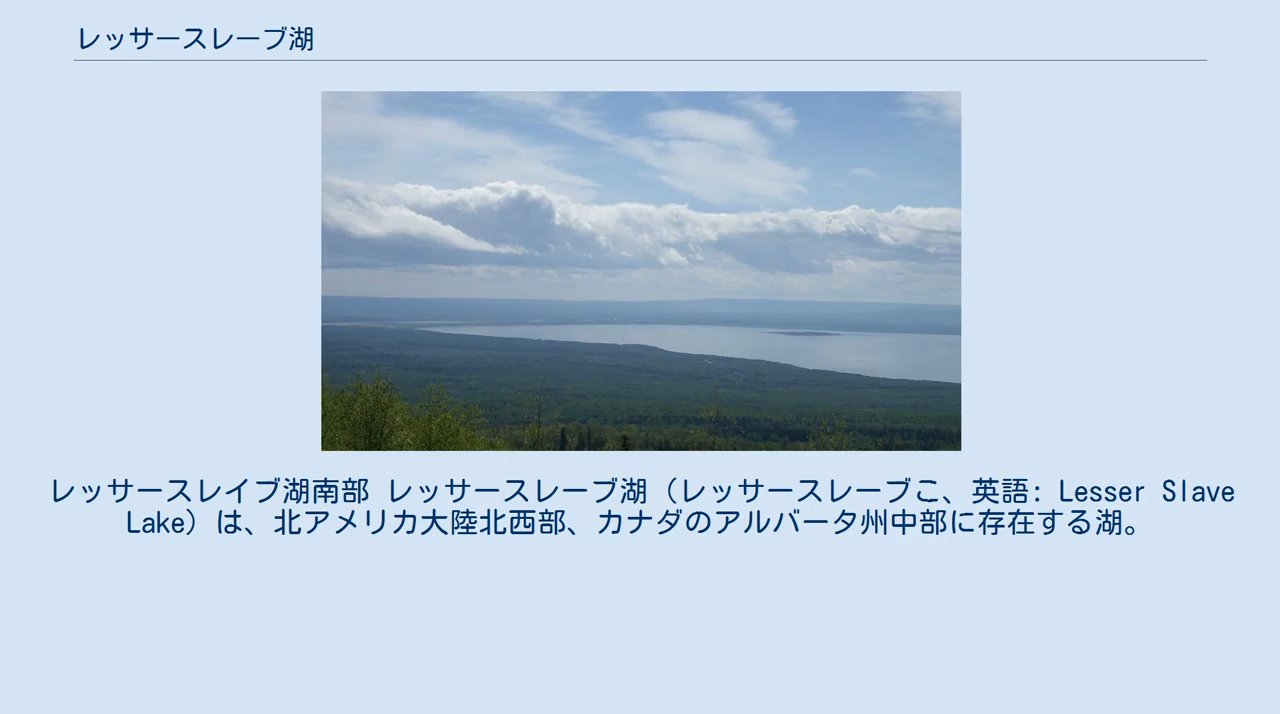 レッサースレーブ湖
レッサースレイブ湖南部 レッサースレーブ湖（レッサースレーブこ、英語: Lesser Slave
Lake）は、北アメリカ大陸北西部、カナダのアルバータ州中部に存在する湖。